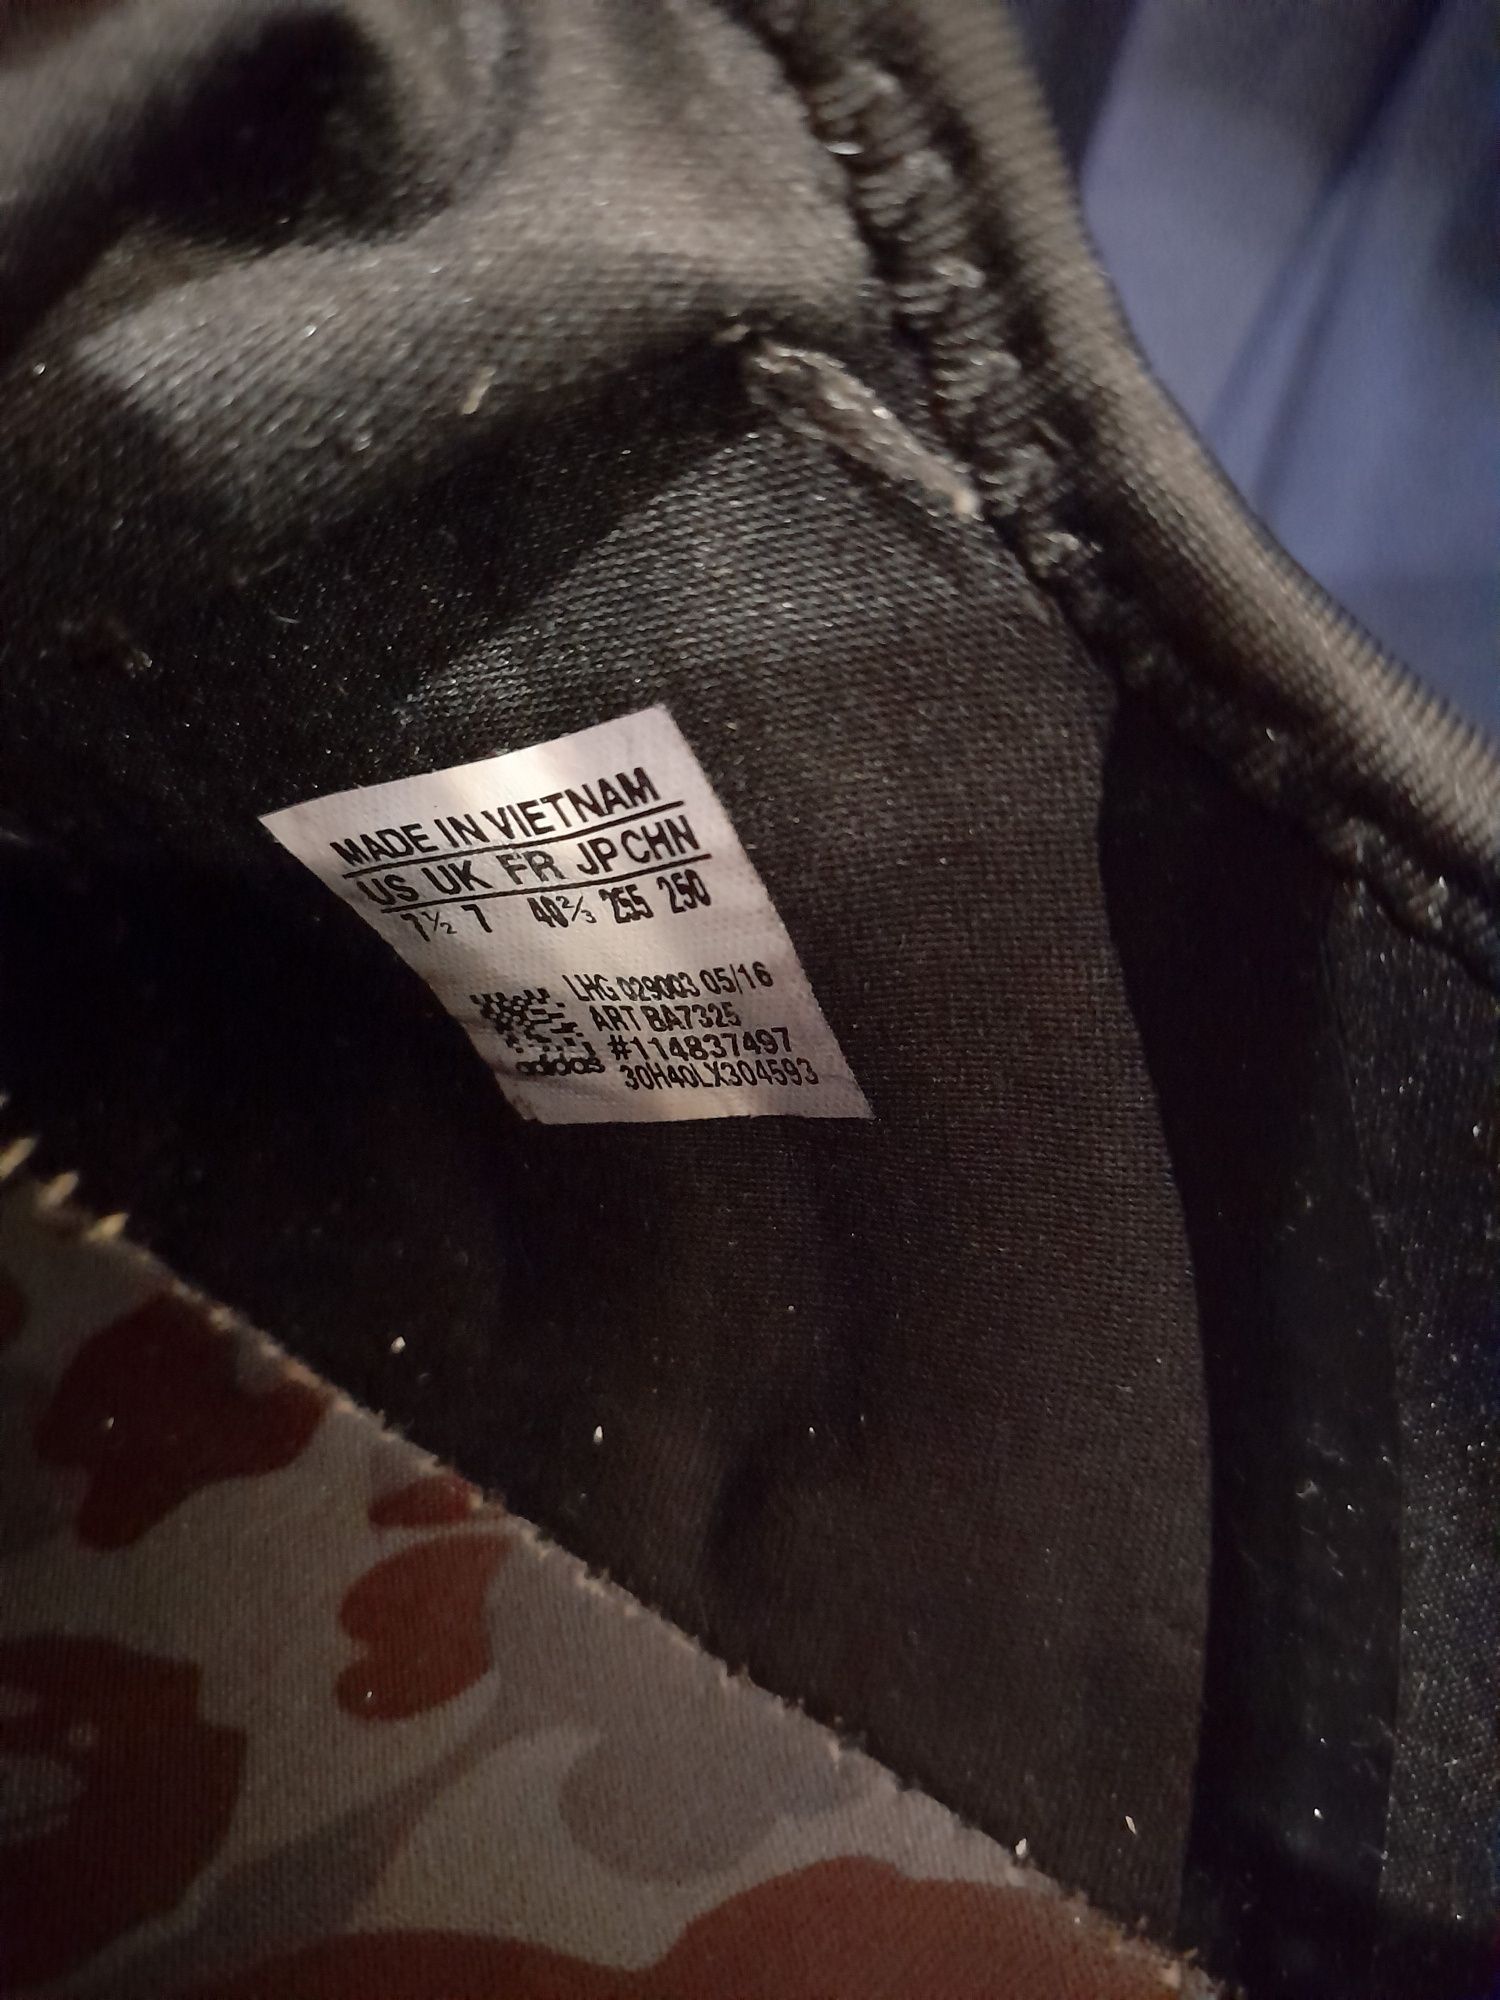 MADE IN VIETNAM
US UK FR JP CHN
7½ 7 40⅔ 255 250
LHG 029003 05/16
ART BA7325
#114837497
adidas 30H40LX304593